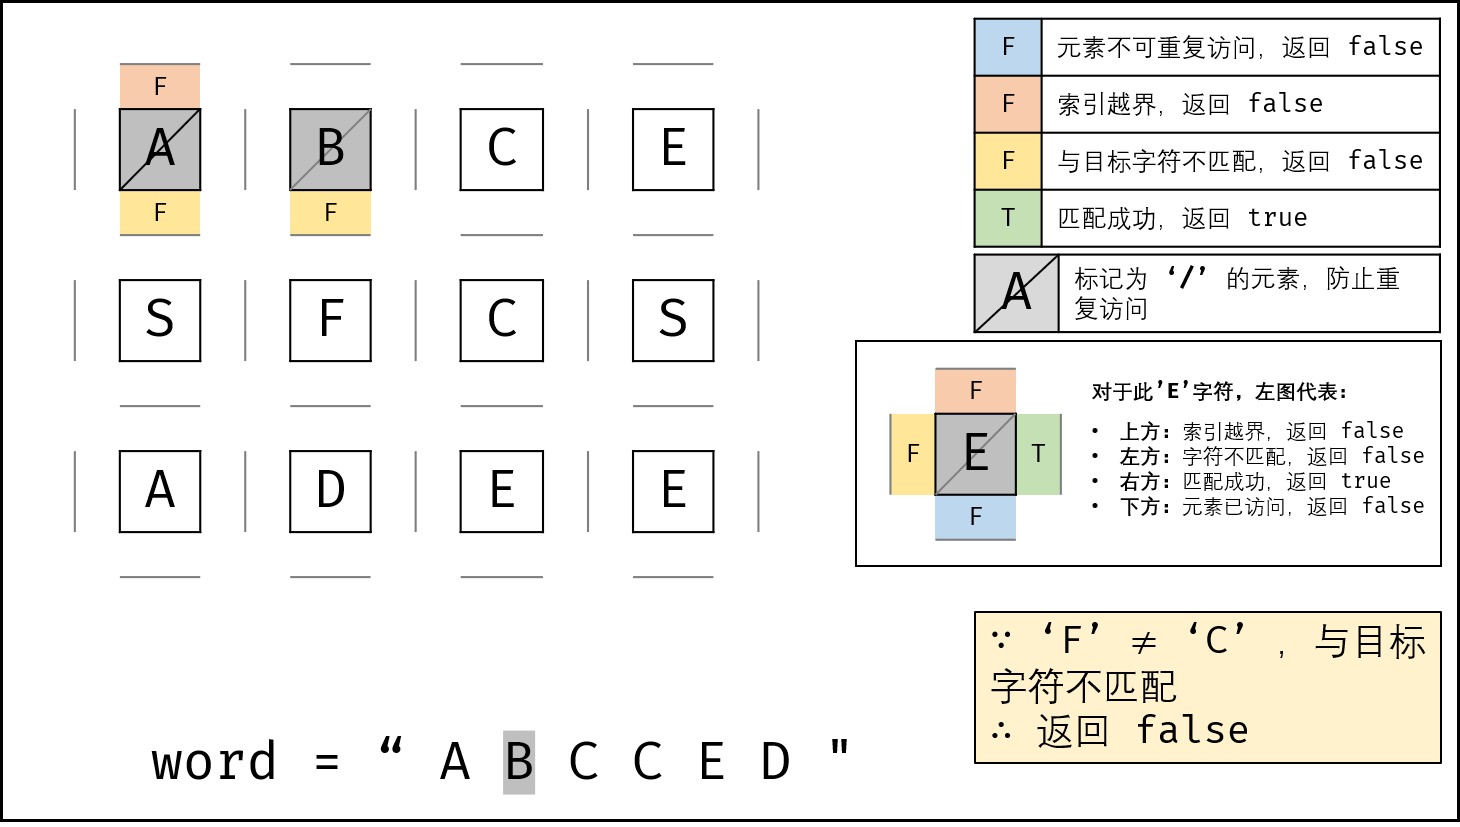 F
A B C E
F F
S F C S
A D E E
word = “ A B C C E D "
F 元素不可重复访问，返回 false
F 索引越界，返回 false
F 与目标字符不匹配，返回 false
T 匹配成功，返回 true
A 标记为 ‘/’ 的元素，防止重
复访问
F
F E T
F
对于此’E’字符，左图代表：
• 上方：索引越界，返回 false
• 左方：字符不匹配，返回 false
• 右方：匹配成功，返回 true
• 下方：元素已访问，返回 false
∵ ‘F’ ≠ ‘C’ ，与目标
字符不匹配
∴ 返回 false